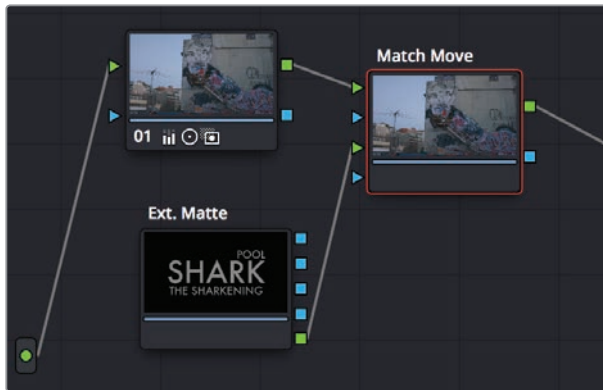 Match Move
01
Ext. Matte
POOL
SHARK
THE SHARKENING